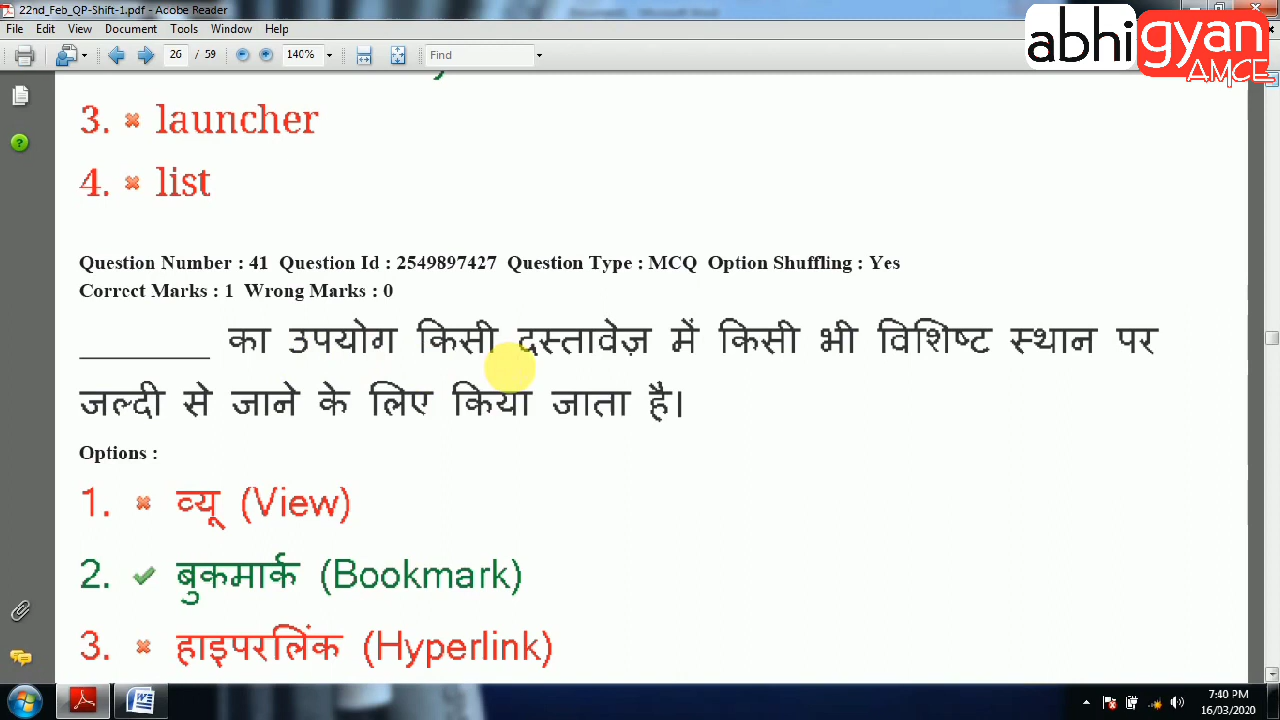 22nd_Feb_QP-Shift-1.pdf - Adobe Reader
File Edit View Document Tools Window Help
26 / 59 140% Find
abhigyan
AMCE
3. launcher
4. list
Question Number : 41 Question Id : 2549897427 Question Type : MCQ Option Shuffling : Yes
Correct Marks : 1 Wrong Marks : 0
________ का उपयोग किसी दस्तावेज़ में किसी भी विशिष्ट स्थान पर
जल्दी से जाने के लिए किया जाता है।
Options :
1. व्यू (View)
2. बुकमार्क (Bookmark)
3. हाइपरलिंक (Hyperlink)
7:40 PM
16/03/2020